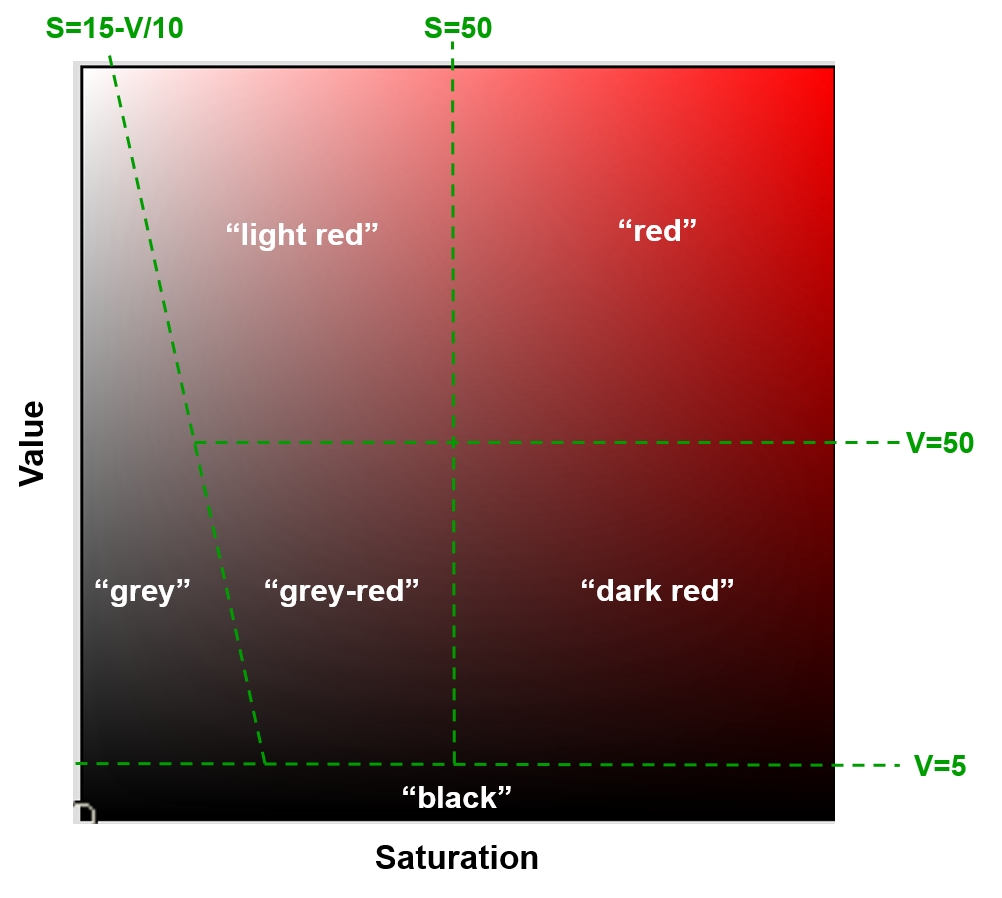 S=15-V/10
S=50
“light red”
“red”
Value
V=50
“grey”
“grey-red”
“dark red”
V=5
“black”
Saturation